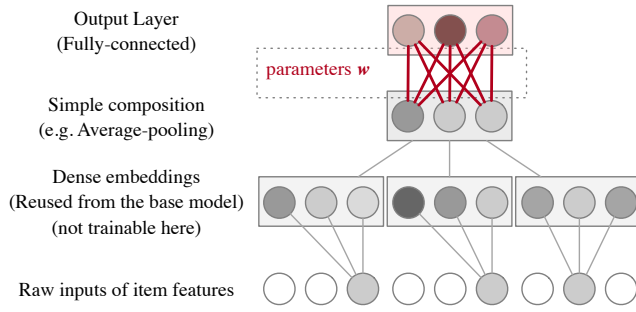 Output Layer
(Fully-connected)
parameters w
Simple composition
(e.g. Average-pooling)
Dense embeddings
(Reused from the base model)
(not trainable here)
Raw inputs of item features